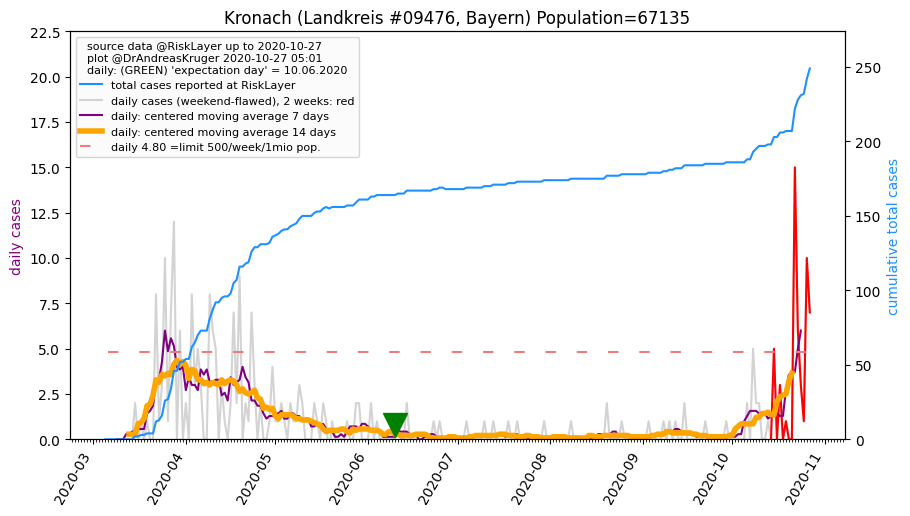 Kronach (Landkreis #09476, Bayern) Population=67135
source data @RiskLayer up to 2020-10-27
plot @DrAndreasKruger 2020-10-27 05:01
daily: (GREEN) 'expectation day' = 10.06.2020
total cases reported at RiskLayer
daily cases (weekend-flawed), 2 weeks: red
daily: centered moving average 7 days
daily: centered moving average 14 days
daily 4.80 =limit 500/week/1mio pop.
daily cases
22.5
20.0
17.5
15.0
12.5
10.0
7.5
5.0
2.5
0.0
cumulative total cases
250
200
150
100
50
0
2020-03
2020-04
2020-05
2020-06
2020-07
2020-08
2020-09
2020-10
2020-11